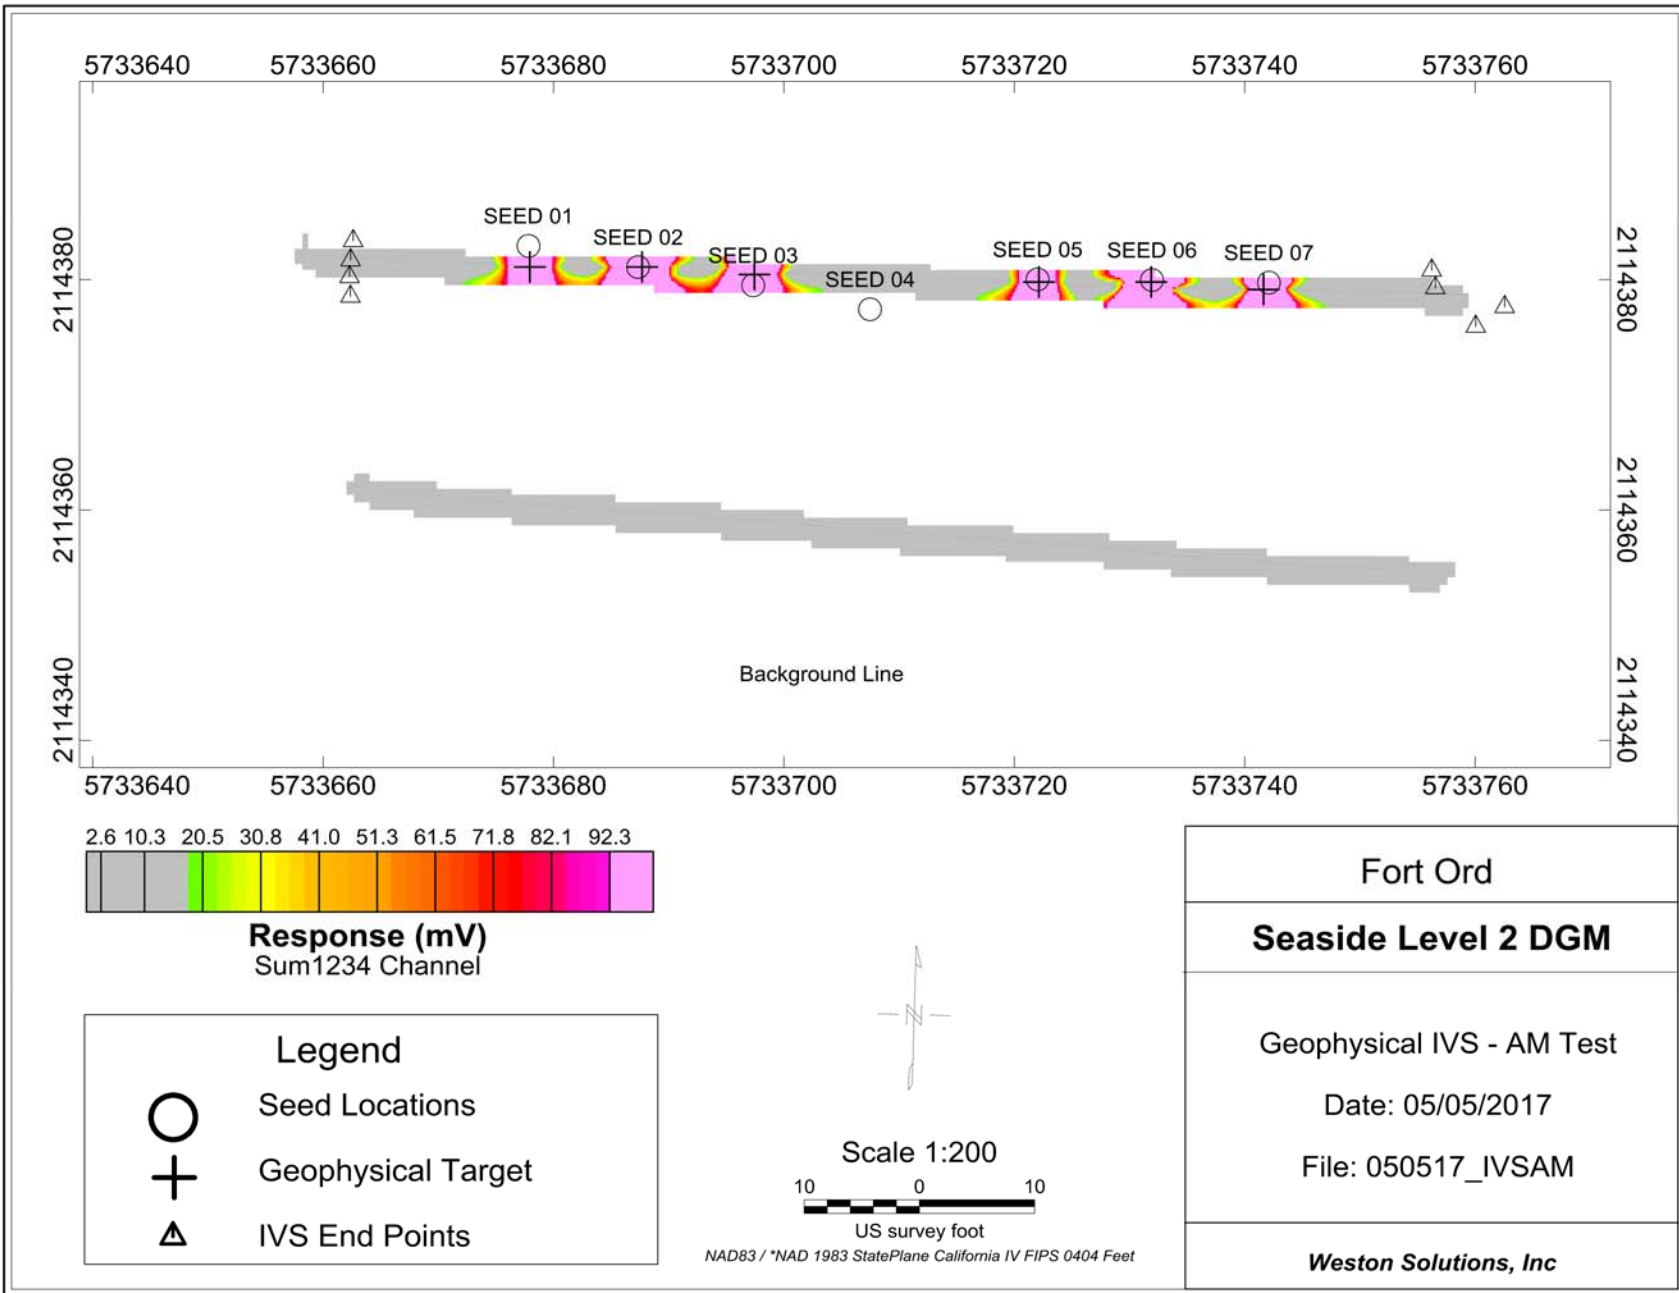 5733640 5733660 5733680 5733700 5733720 5733740 5733760
SEED 01
SEED 02
SEED 03
SEED 04
SEED 05
SEED 06
SEED 07
2114380
2114380
2114360
2114360
Background Line
2114340
2114340
5733640 5733660 5733680 5733700 5733720 5733740 5733760
2.6 10.3 20.5 30.8 41.0 51.3 61.5 71.8 82.1 92.3
Response (mV)
Sum1234 Channel
Legend
Seed Locations
Geophysical Target
IVS End Points
N
Scale 1:200
10 0 10
US survey foot
NAD83 / *NAD 1983 StatePlane California IV FIPS 0404 Feet
Fort Ord
Seaside Level 2 DGM
Geophysical IVS - AM Test
Date: 05/05/2017
File: 050517_IVSAM
Weston Solutions, Inc